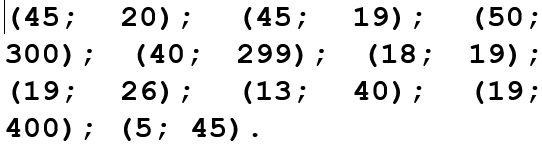 (45; 20); (45; 19); (50;
300); (40; 299); (18; 19);
(19; 26); (13; 40); (19;
400); (5; 45).